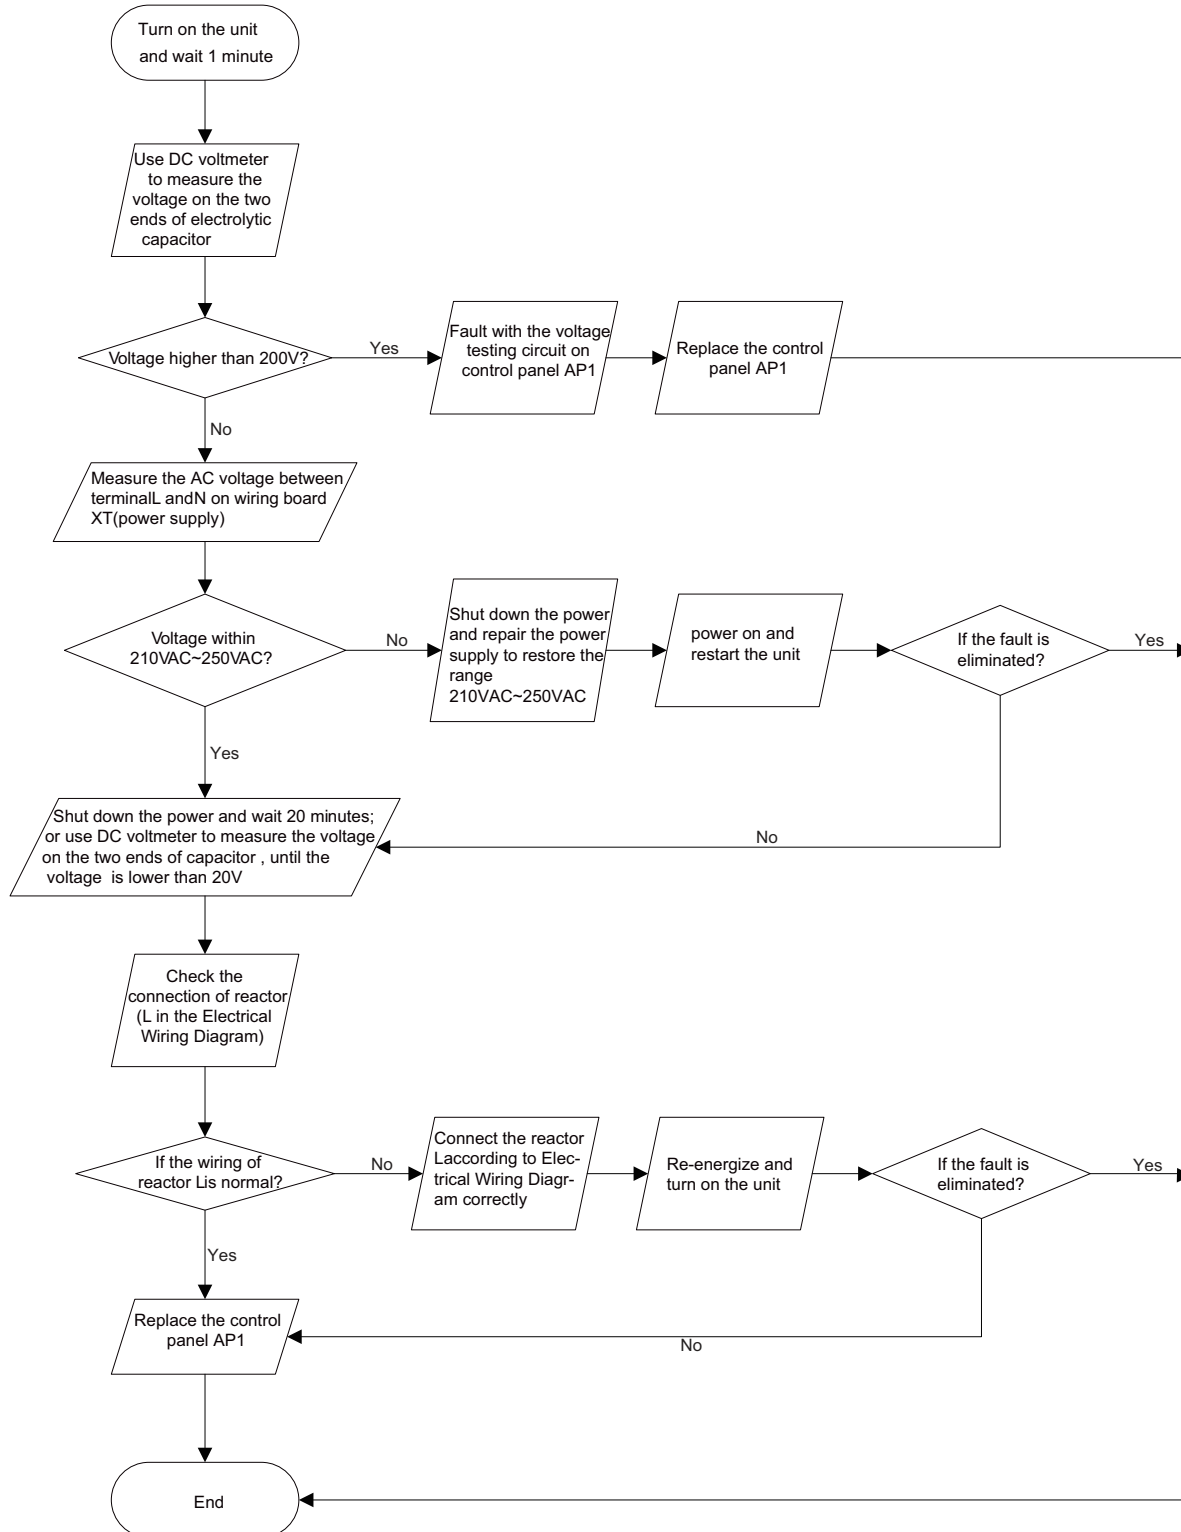 Turn on the unit
and wait 1 minute
Use DC voltmeter
to measure the
voltage on the two
ends of electrolytic
capacitor
Voltage higher than 200V?
Yes
Fault with the voltage
testing circuit on
control panel AP1
Replace the control
panel AP1
No
Measure the AC voltage between
terminalL andN on wiring board
XT(power supply)
Voltage within
210VAC~250VAC?
No
Shut down the power
and repair the power
supply to restore the
range
210VAC~250VAC
power on and
restart the unit
If the fault is
eliminated?
Yes
Yes
No
Shut down the power and wait 20 minutes;
or use DC voltmeter to measure the voltage
on the two ends of capacitor , until the
voltage  is lower than 20V
Check the
connection of reactor
(L in the Electrical
Wiring Diagram)
If the wiring of
reactor Lis normal?
No
Connect the reactor
Laccording to Elec-
trical Wiring Diagr-
am correctly
Re-energize and
turn on the unit
If the fault is
eliminated?
Yes
Yes
No
Replace the control
panel AP1
End